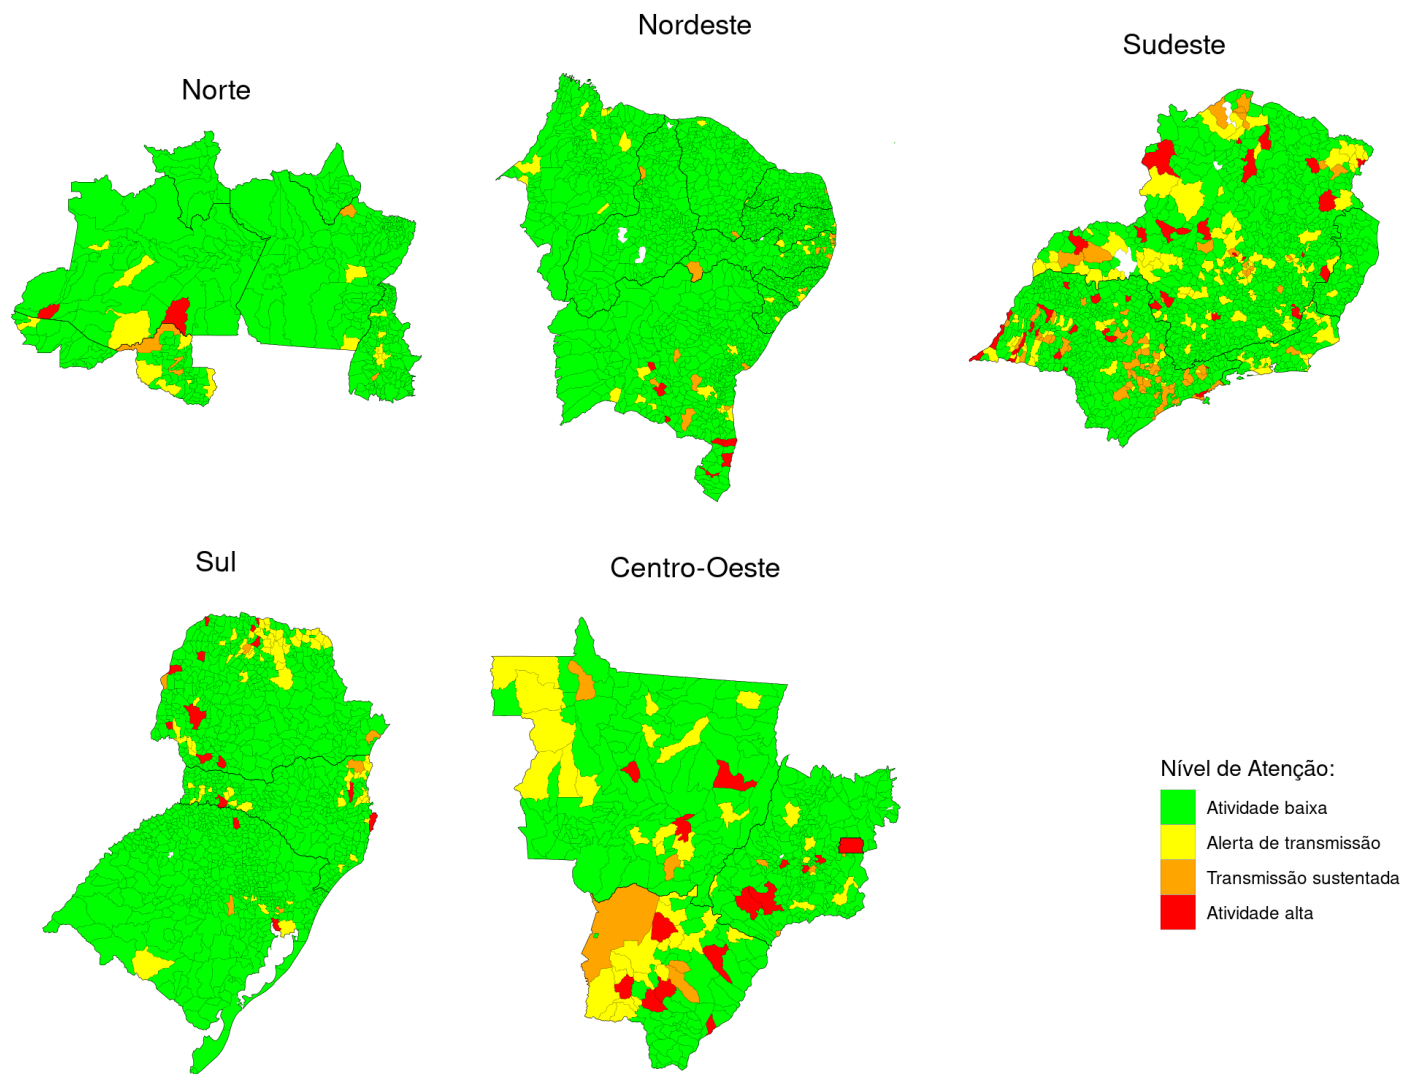 Norte
Nordeste
Sudeste
Sul
Centro-Oeste
Nível de Atenção:
Atividade baixa
Alerta de transmissão
Transmissão sustentada
Atividade alta